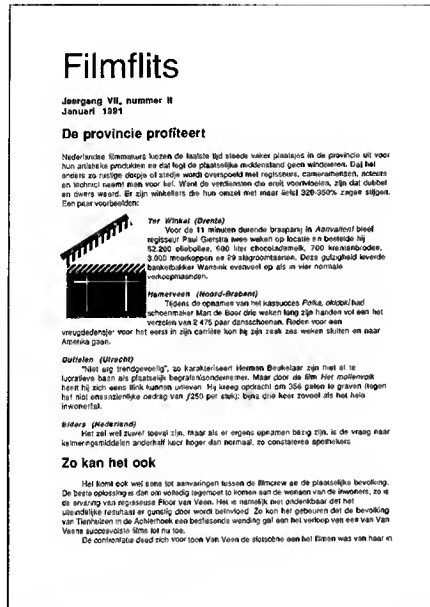 Filmflits
Jaargang VII, nummer
Januari 1991
De provincie profiteert
Nederlandse filmmakers kiezen de laatste tijd steeds vaker plaatsjes in de provincie uit voor
hun artistieke produkten en dat legt de plaatselijke middenstand geen windeieren. Dat het
anders zo rustige dorpje of stadje wordt overspoeld met regisseurs, cameramensen, acteurs
en technici neemt men voor lief. Want de verdiensten die eruit voortvloeien, zijn dat dubbel
en dwars waard. Er zijn winkeliers die hun omzet met maar liefst 320-350% zagen stijgen.
Een paar voorbeelden:
Ter Winkel (Drente)
Voor de 11 minuten durende braspartij in Aanvallen! bleef
regisseur Paul Gierstra twee weken op locatie en bestelde hij
52.200 oliebollen, 600 liter chocolademelk, 700 krentenbroden,
3.000 moorkoppen en 29 slagroomtaarten. Deze gulzigheid leverde
banketbakker Wansink evenveel op als in vier normale
verkoopmaanden.
Hamerveen (Noord-Brabant)
Tijdens de opnamen van het kassucces Polka, okidoki had
schoenmaker Mart de Boer drie weken lang zijn handen vol een het
verzolen van 2.475 paar dansschoenen. Reden voor een
vreugdedansje: voor het eerst in zijn carrière kon hij zijn zaak zes weken sluiten en naar
Amerika gaan.
(Utrecht)
"Niet erg trendgevoelig", zo karakteriseert Herman Beukelaar zijn niet al te
lucratieve baan als plaatselijk begrafenisondernemer. Maar door de film Het mollenvolk
heeft hij zich eens flink kunnen uitleven. Hij kreeg opdracht om 356 gaten te graven (tegen
het niet onaanzienlijke bedrag van ƒ250 per stuk); bijna drie keer zoveel als het hele
inwonertal.
Elders (Nederland)
Het zal wel zuiver toeval zijn, maar als er ergens opnamen bezig zijn, is de vraag naar
kalmeringsmiddelen anderhalf keer hoger dan normaal, zo constateren apothekers.
Zo kan het ook
Het komt ook wel eens tot aanvaringen tussen de filmcrew en de plaatselijke bevolking.
De beste oplossing is dan om volledig tegemoet te komen aan de wensen van de inwoners, zo is
de ervaring van regisseuse Floor van Veen. Het is namelijk niet ondenkbaar dat het
uiteindelijke resultaat er gunstig door wordt beïnvloed. Zo kon het gebeuren dat de bevolking
van Tienhuizen in de Achterhoek een beslissende wending gaf aan het verloop van een van Van
Veens succesvolste films tot nu toe.
De confrontatie deed zich voor toen Van Veen de slotscène aan het filmen was van haar in